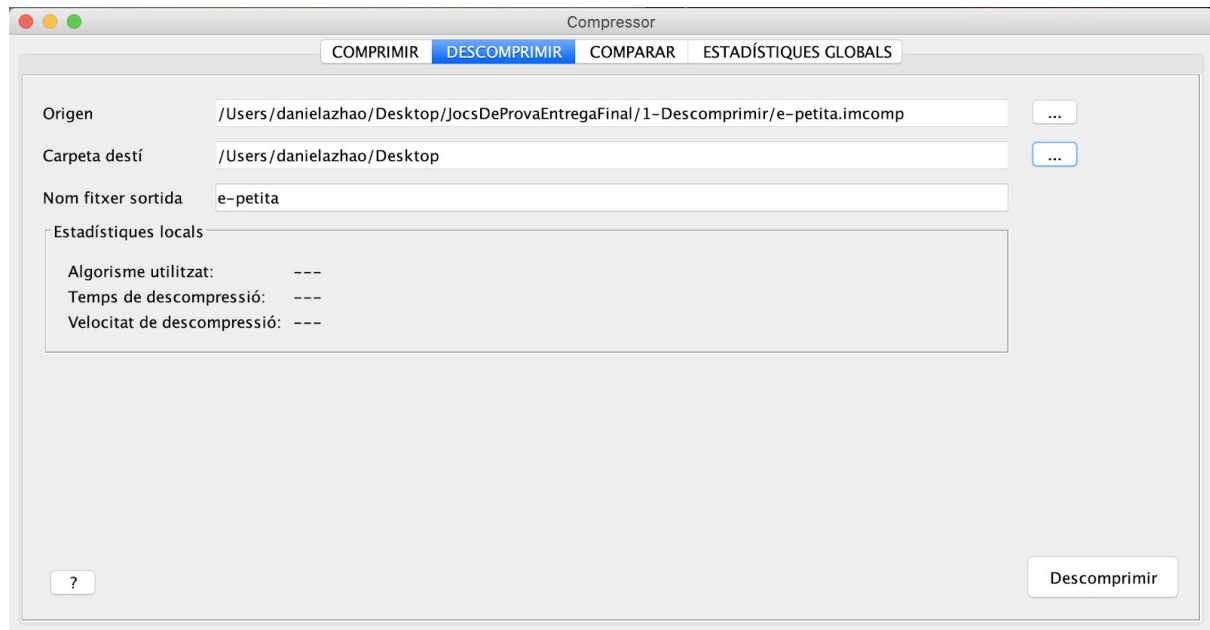 Compressor
COMPRIMIR DESCOMPRIMIR COMPARAR ESTADÍSTIQUES GLOBALS
Origen /Users/danielazhao/Desktop/JocsDeProvaEntregaFinal/1-Descomprimir/e-petita.imcomp ...
Carpeta destí /Users/danielazhao/Desktop ...
Nom fitxer sortida e-petita
Estadístiques locals
Algorisme utilitzat: ---
Temps de descompressió: ---
Velocitat de descompressió: ---
? Descomprimir